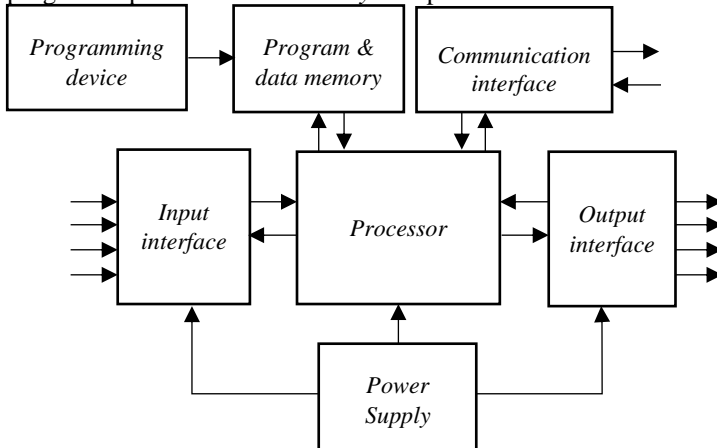 Programming
device
Program &
data memory
Communication
interface
Input
interface
Processor
Output
interface
Power
Supply